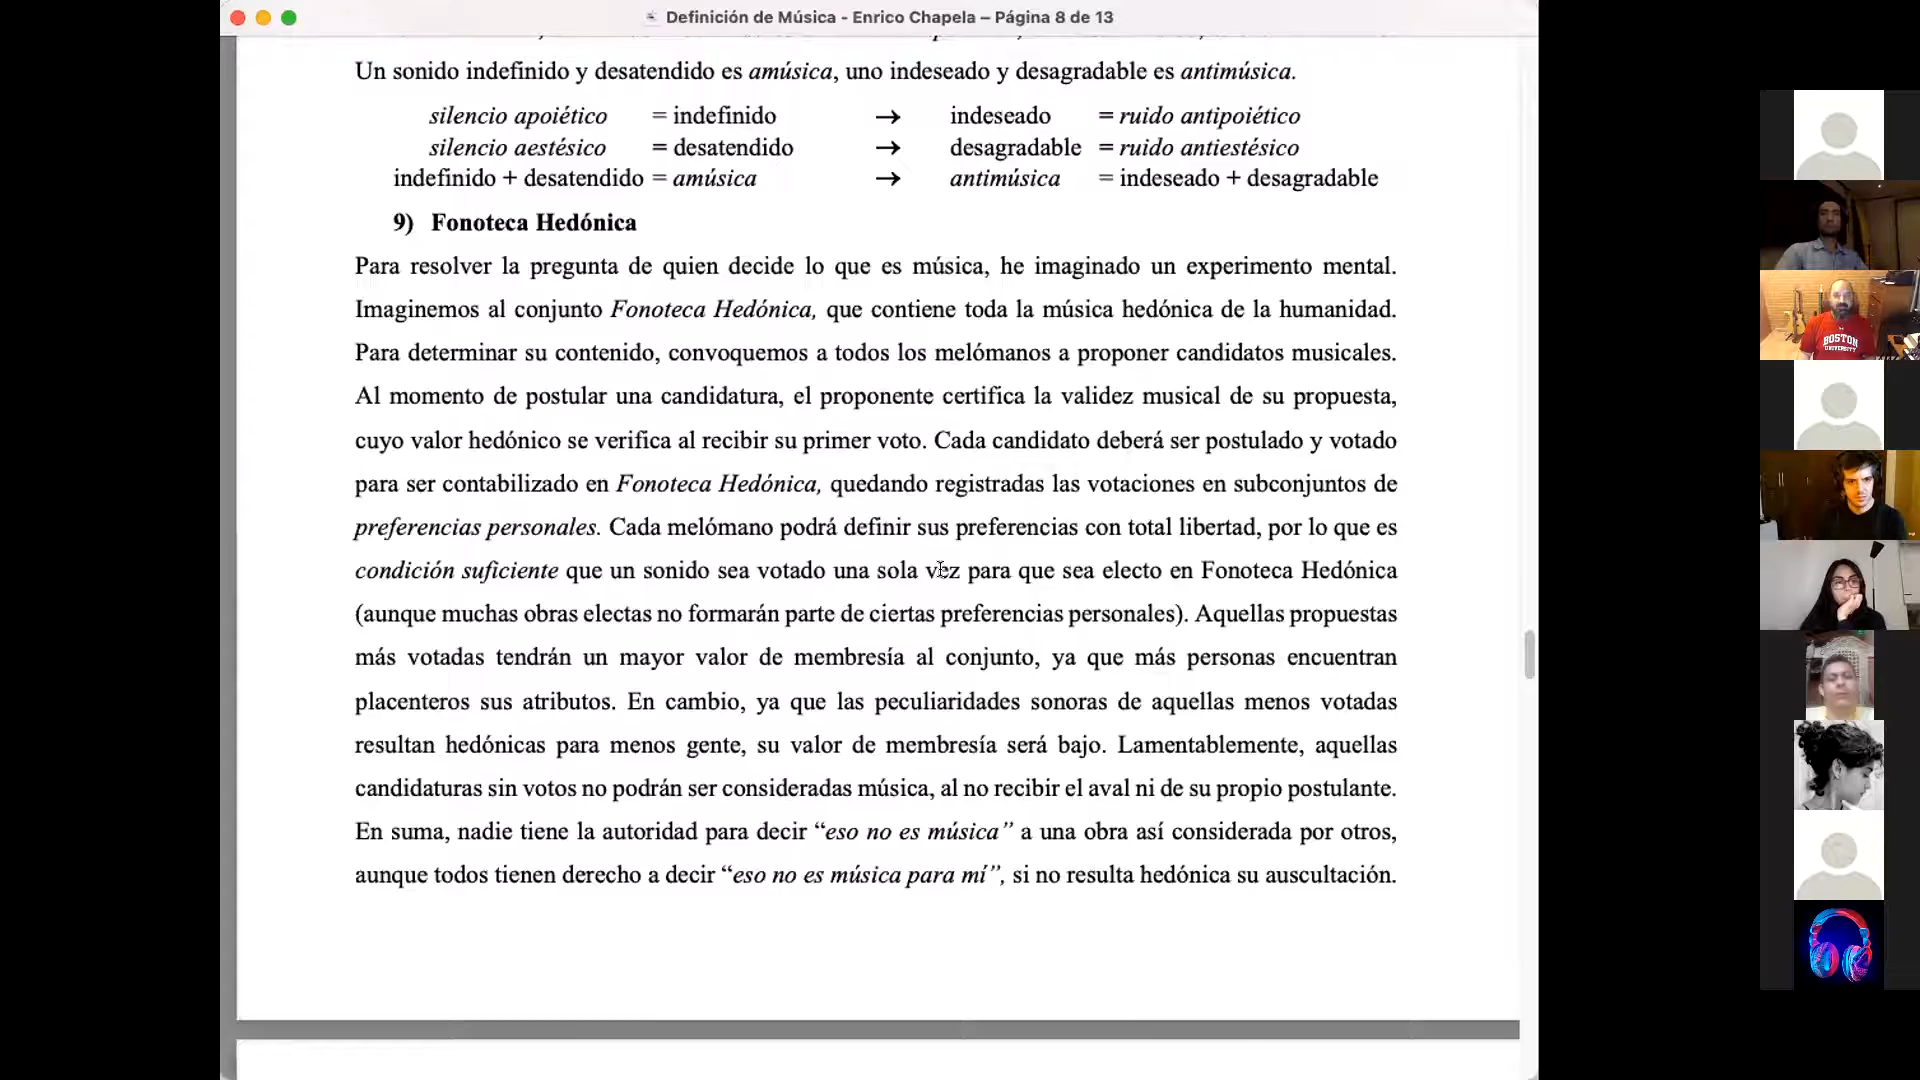 Definición de Música - Enrico Chapela – Página 8 de 13
Un sonido indefinido y desatendido es amúsica, uno indeseado y desagradable es antimúsica.
silencio apoiético = indefinido → indeseado = ruido antipoiético
silencio aestésico = desatendido → desagradable = ruido antiestésico
indefinido + desatendido = amúsica → antimúsica = indeseado + desagradable
9) Fonoteca Hedónica
Para resolver la pregunta de quien decide lo que es música, he imaginado un experimento mental.
Imaginemos al conjunto Fonoteca Hedónica, que contiene toda la música hedónica de la humanidad.
Para determinar su contenido, convoquemos a todos los melómanos a proponer candidatos musicales.
Al momento de postular una candidatura, el proponente certifica la validez musical de su propuesta,
cuyo valor hedónico se verifica al recibir su primer voto. Cada candidato deberá ser postulado y votado
para ser contabilizado en Fonoteca Hedónica, quedando registradas las votaciones en subconjuntos de
preferencias personales. Cada melómano podrá definir sus preferencias con total libertad, por lo que es
condición suficiente que un sonido sea votado una sola vez para que sea electo en Fonoteca Hedónica
(aunque muchas obras electas no formarán parte de ciertas preferencias personales). Aquellas propuestas
más votadas tendrán un mayor valor de membresía al conjunto, ya que más personas encuentran
placenteros sus atributos. En cambio, ya que las peculiaridades sonoras de aquellas menos votadas
resultan hedónicas para menos gente, su valor de membresía será bajo. Lamentablemente, aquellas
candidaturas sin votos no podrán ser consideradas música, al no recibir el aval ni de su propio postulante.
En suma, nadie tiene la autoridad para decir “eso no es música” a una obra así considerada por otros,
aunque todos tienen derecho a decir “eso no es música para mí”, si no resulta hedónica su auscultación.
BOSTON
UNIVERSITY